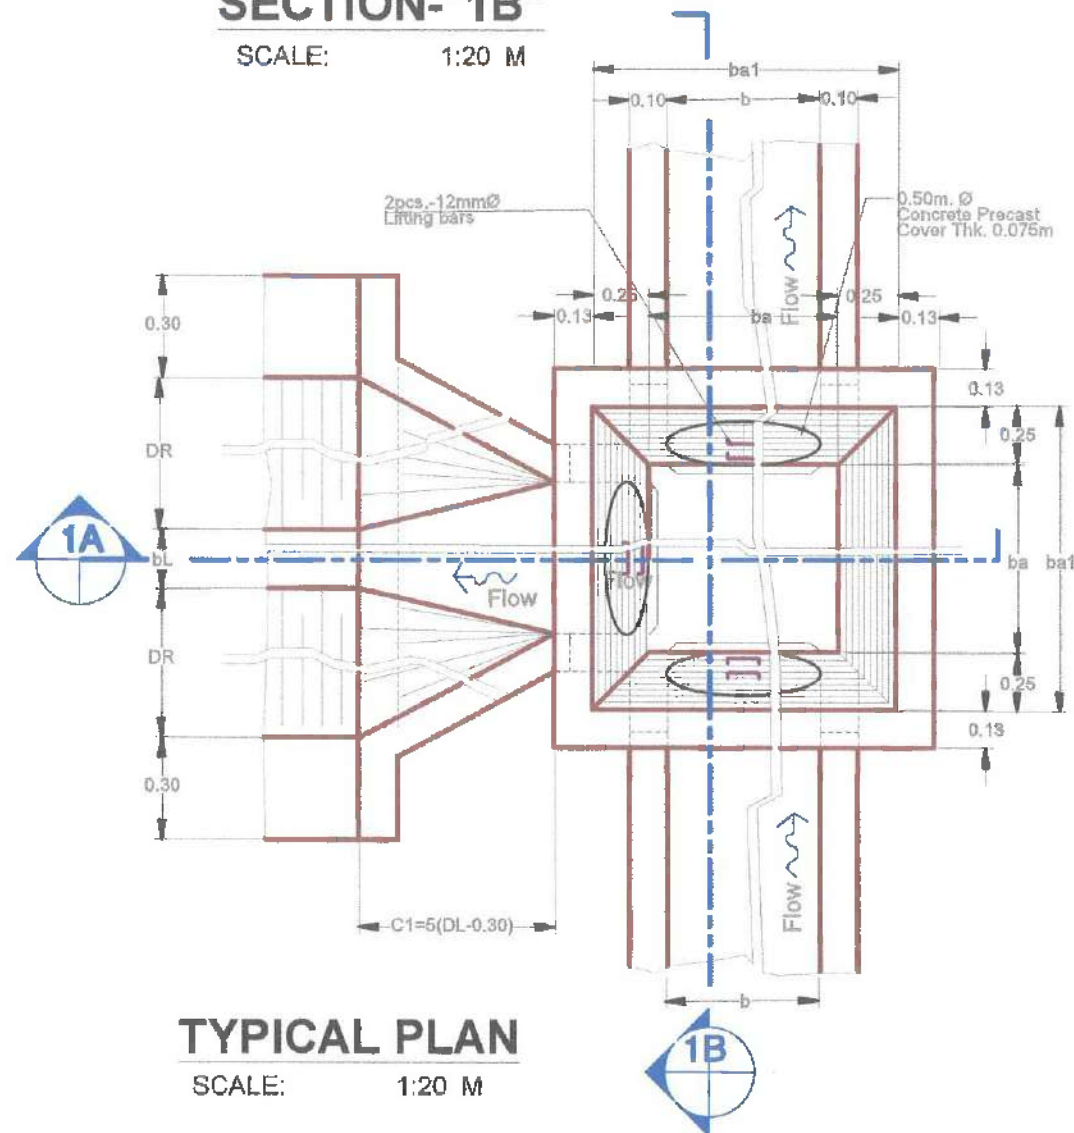 SECTION- 1B
SCALE: 1:20 M
ba1
0.10 b 0.10
2pcs.-12mmØ
Lifting bars
0.50m. Ø
Concrete Precast
Cover Thk. 0.075m
Flow
0.25 0.25
0.13 ba 0.13
0.30
0.13
0.25
DR
1A
bL
ba ba1
Flow
Flow
DR
0.25
0.13
0.30
Flow
C1=5(DL-0.30)
b
TYPICAL PLAN
SCALE: 1:20 M
1B